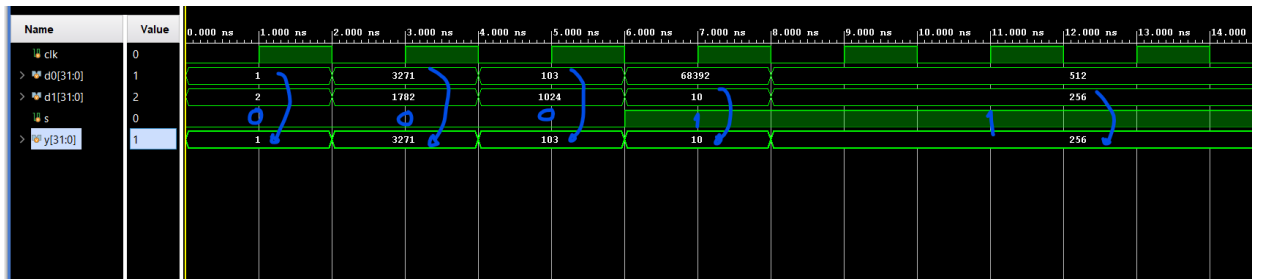 Name Value 0.000 ns 1.000 ns 2.000 ns 3.000 ns 4.000 ns 5.000 ns 6.000 ns 7.000 ns 8.000 ns 9.000 ns 10.000 ns 11.000 ns 12.000 ns 13.000 ns 14.000
clk 0
d0[31:0] 1 1 3271 103 68392 512
d1[31:0] 2 2 1782 1024 10 256
s 0 0 0 0 1 1
y[31:0] 1 1 3271 103 10 256